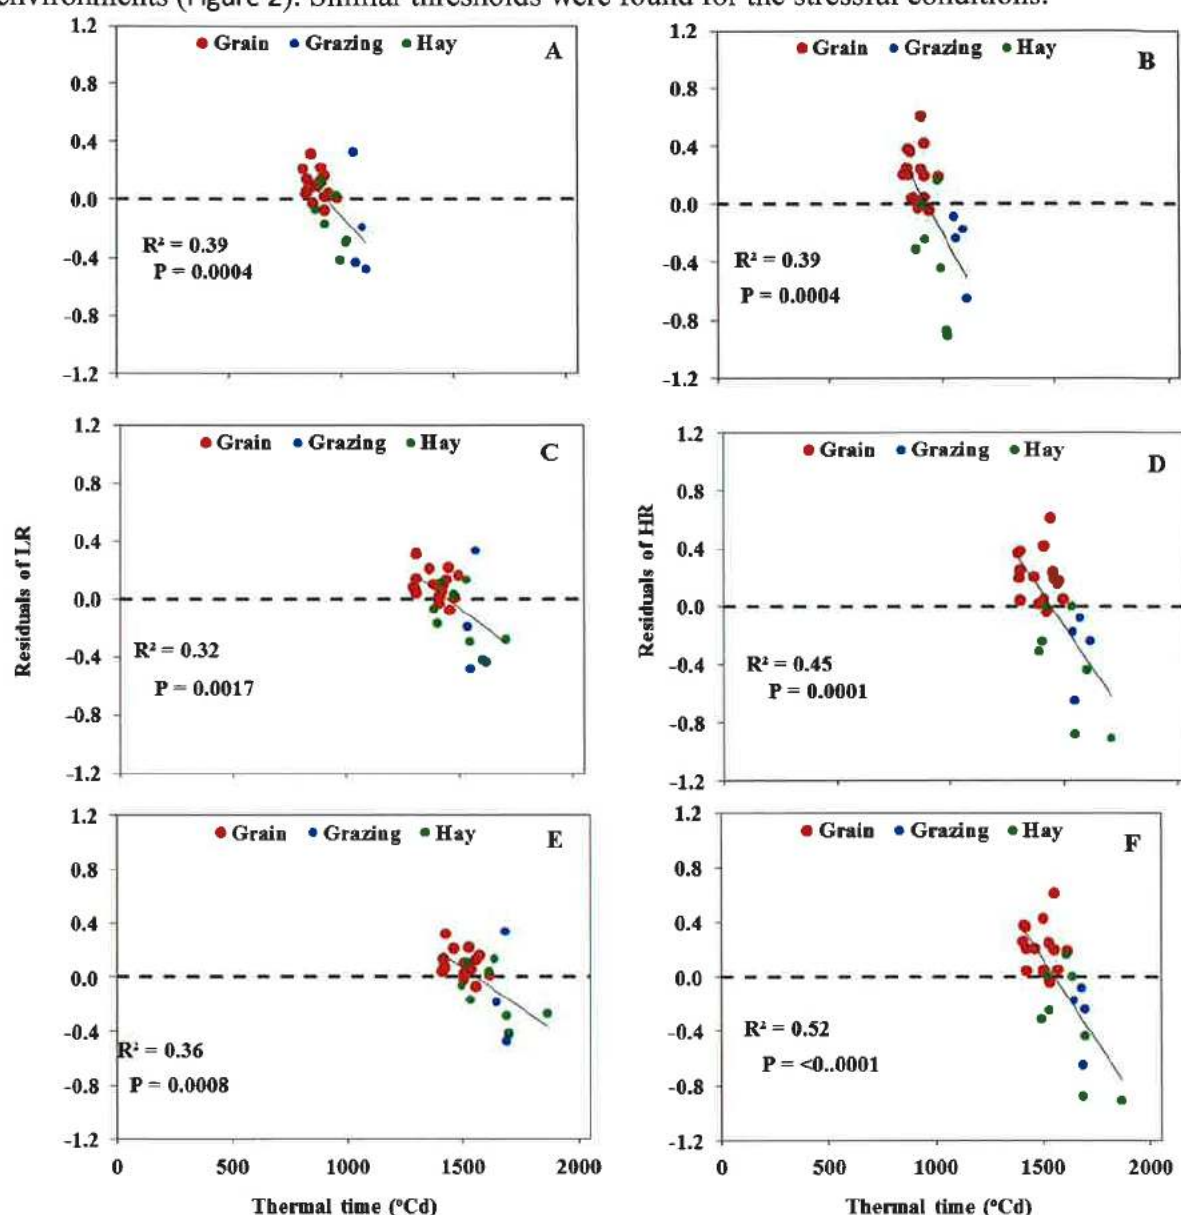 environments (Figure 2). Similar thresholds were found for the stressful conditions.
1.2
Grain Grazing Hay
A
0.8
0.4
0.0
-0.4
-0.8
-1.2
R² = 0.39
P = 0.0004
1.2
Grain Grazing Hay
B
0.8
0.4
0.0
-0.4
-0.8
-1.2
R² = 0.39
P = 0.0004
Residuals of LR
1.2
Grain Grazing Hay
C
0.8
0.4
0.0
-0.4
-0.8
-1.2
R² = 0.32
P = 0.0017
Residuals of HR
1.2
Grain Grazing Hay
D
0.8
0.4
0.0
-0.4
-0.8
-1.2
R² = 0.45
P = 0.0001
1.2
Grain Grazing Hay
E
0.8
0.4
0.0
-0.4
-0.8
-1.2
R² = 0.36
P = 0.0008
0 500 1000 1500 2000
Thermal time (ºCd)
1.2
Grain Grazing Hay
F
0.8
0.4
0.0
-0.4
-0.8
-1.2
R² = 0.52
P = <0..0001
0 500 1000 1500 2000
Thermal time (ºCd)